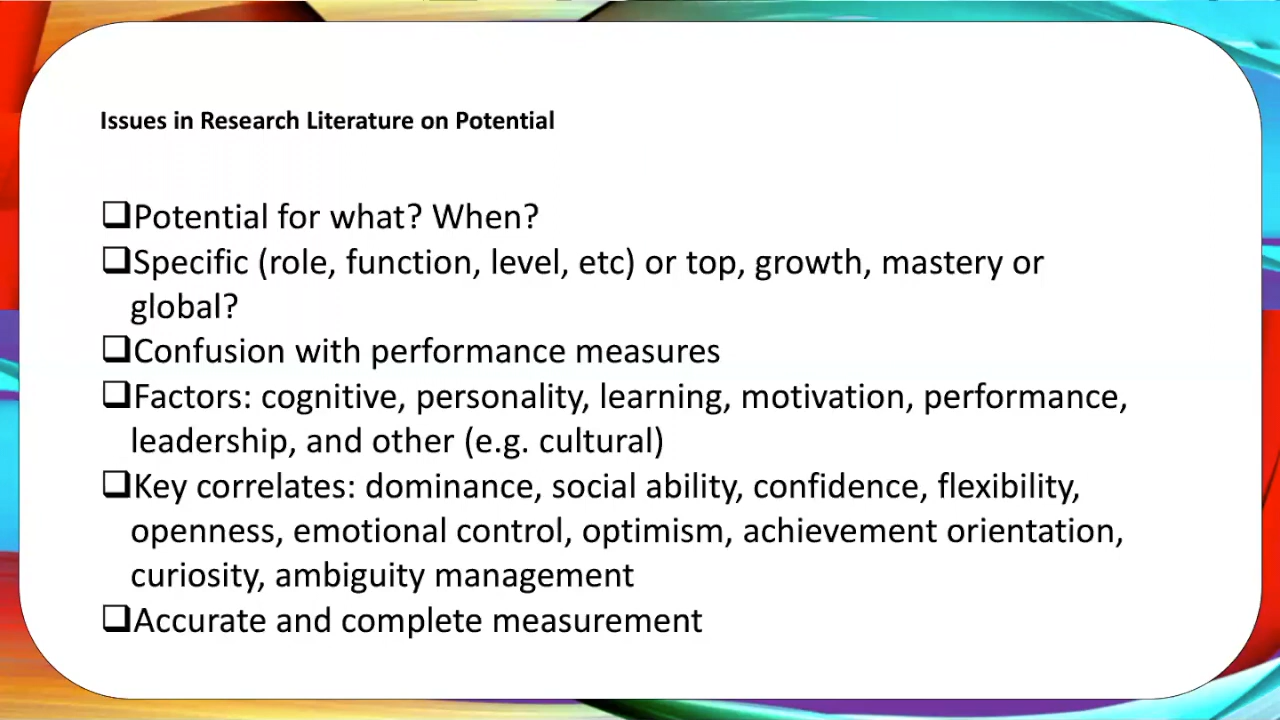 Issues in Research Literature on Potential
❑Potential for what? When?
❑Specific (role, function, level, etc) or top, growth, mastery or
global?
❑Confusion with performance measures
❑Factors: cognitive, personality, learning, motivation, performance,
leadership, and other (e.g. cultural)
❑Key correlates: dominance, social ability, confidence, flexibility,
openness, emotional control, optimism, achievement orientation,
curiosity, ambiguity management
❑Accurate and complete measurement